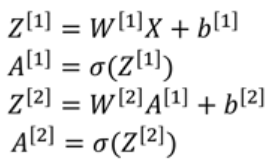 Z^[1] = W^[1]X + b^[1]
A^[1] = σ(Z^[1])
Z^[2] = W^[2]A^[1] + b^[2]
A^[2] = σ(Z^[2])